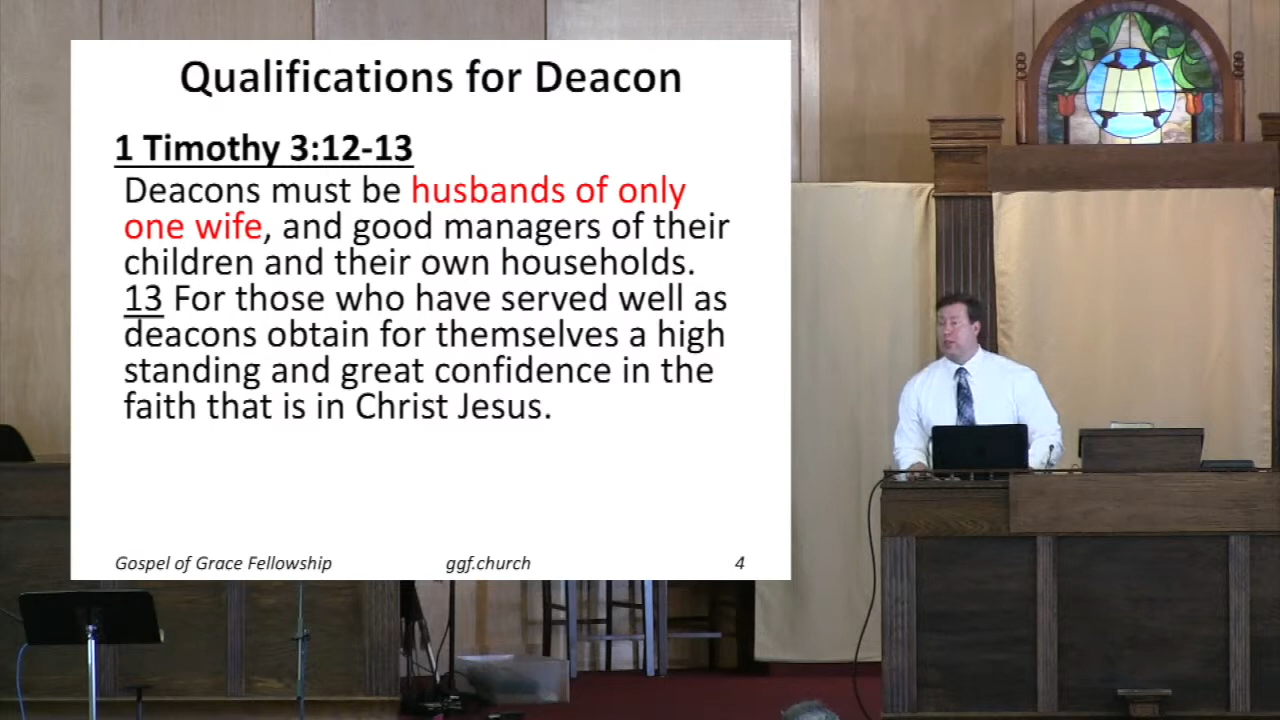 Qualifications for Deacon
1 Timothy 3:12-13
Deacons must be husbands of only
one wife, and good managers of their
children and their own households.
13 For those who have served well as
deacons obtain for themselves a high
standing and great confidence in the
faith that is in Christ Jesus.
Gospel of Grace Fellowship ggf.church 4